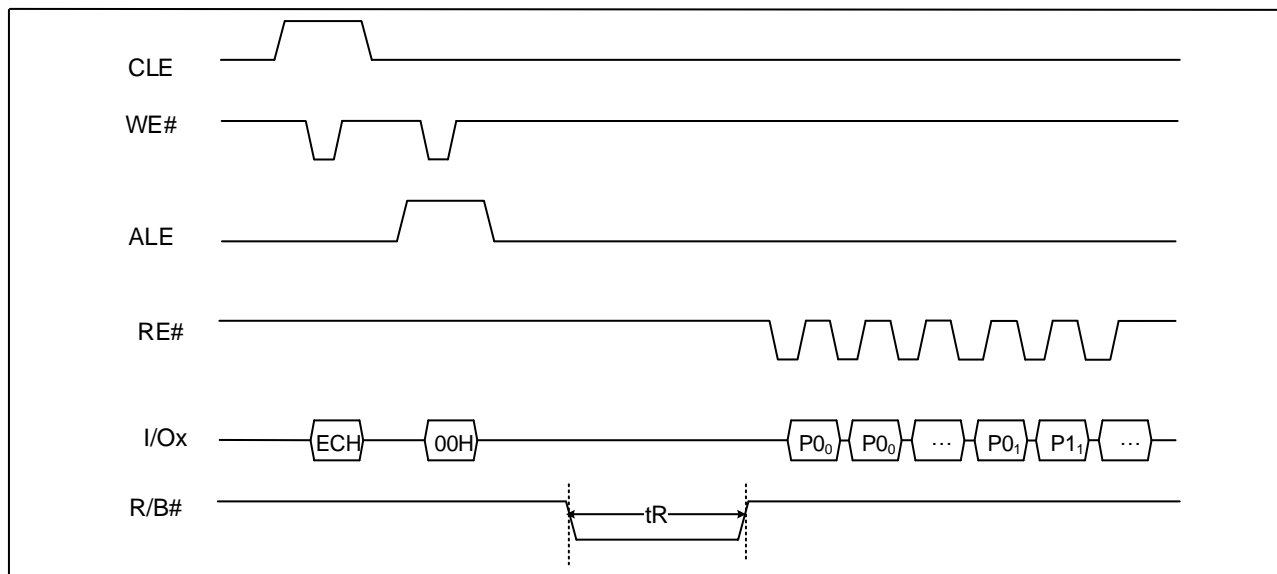 CLE
WE#
ALE
RE#
I/Ox ECH 00H P0₀ P0₀ ... P0₁ P1₁ ...
R/B# tR